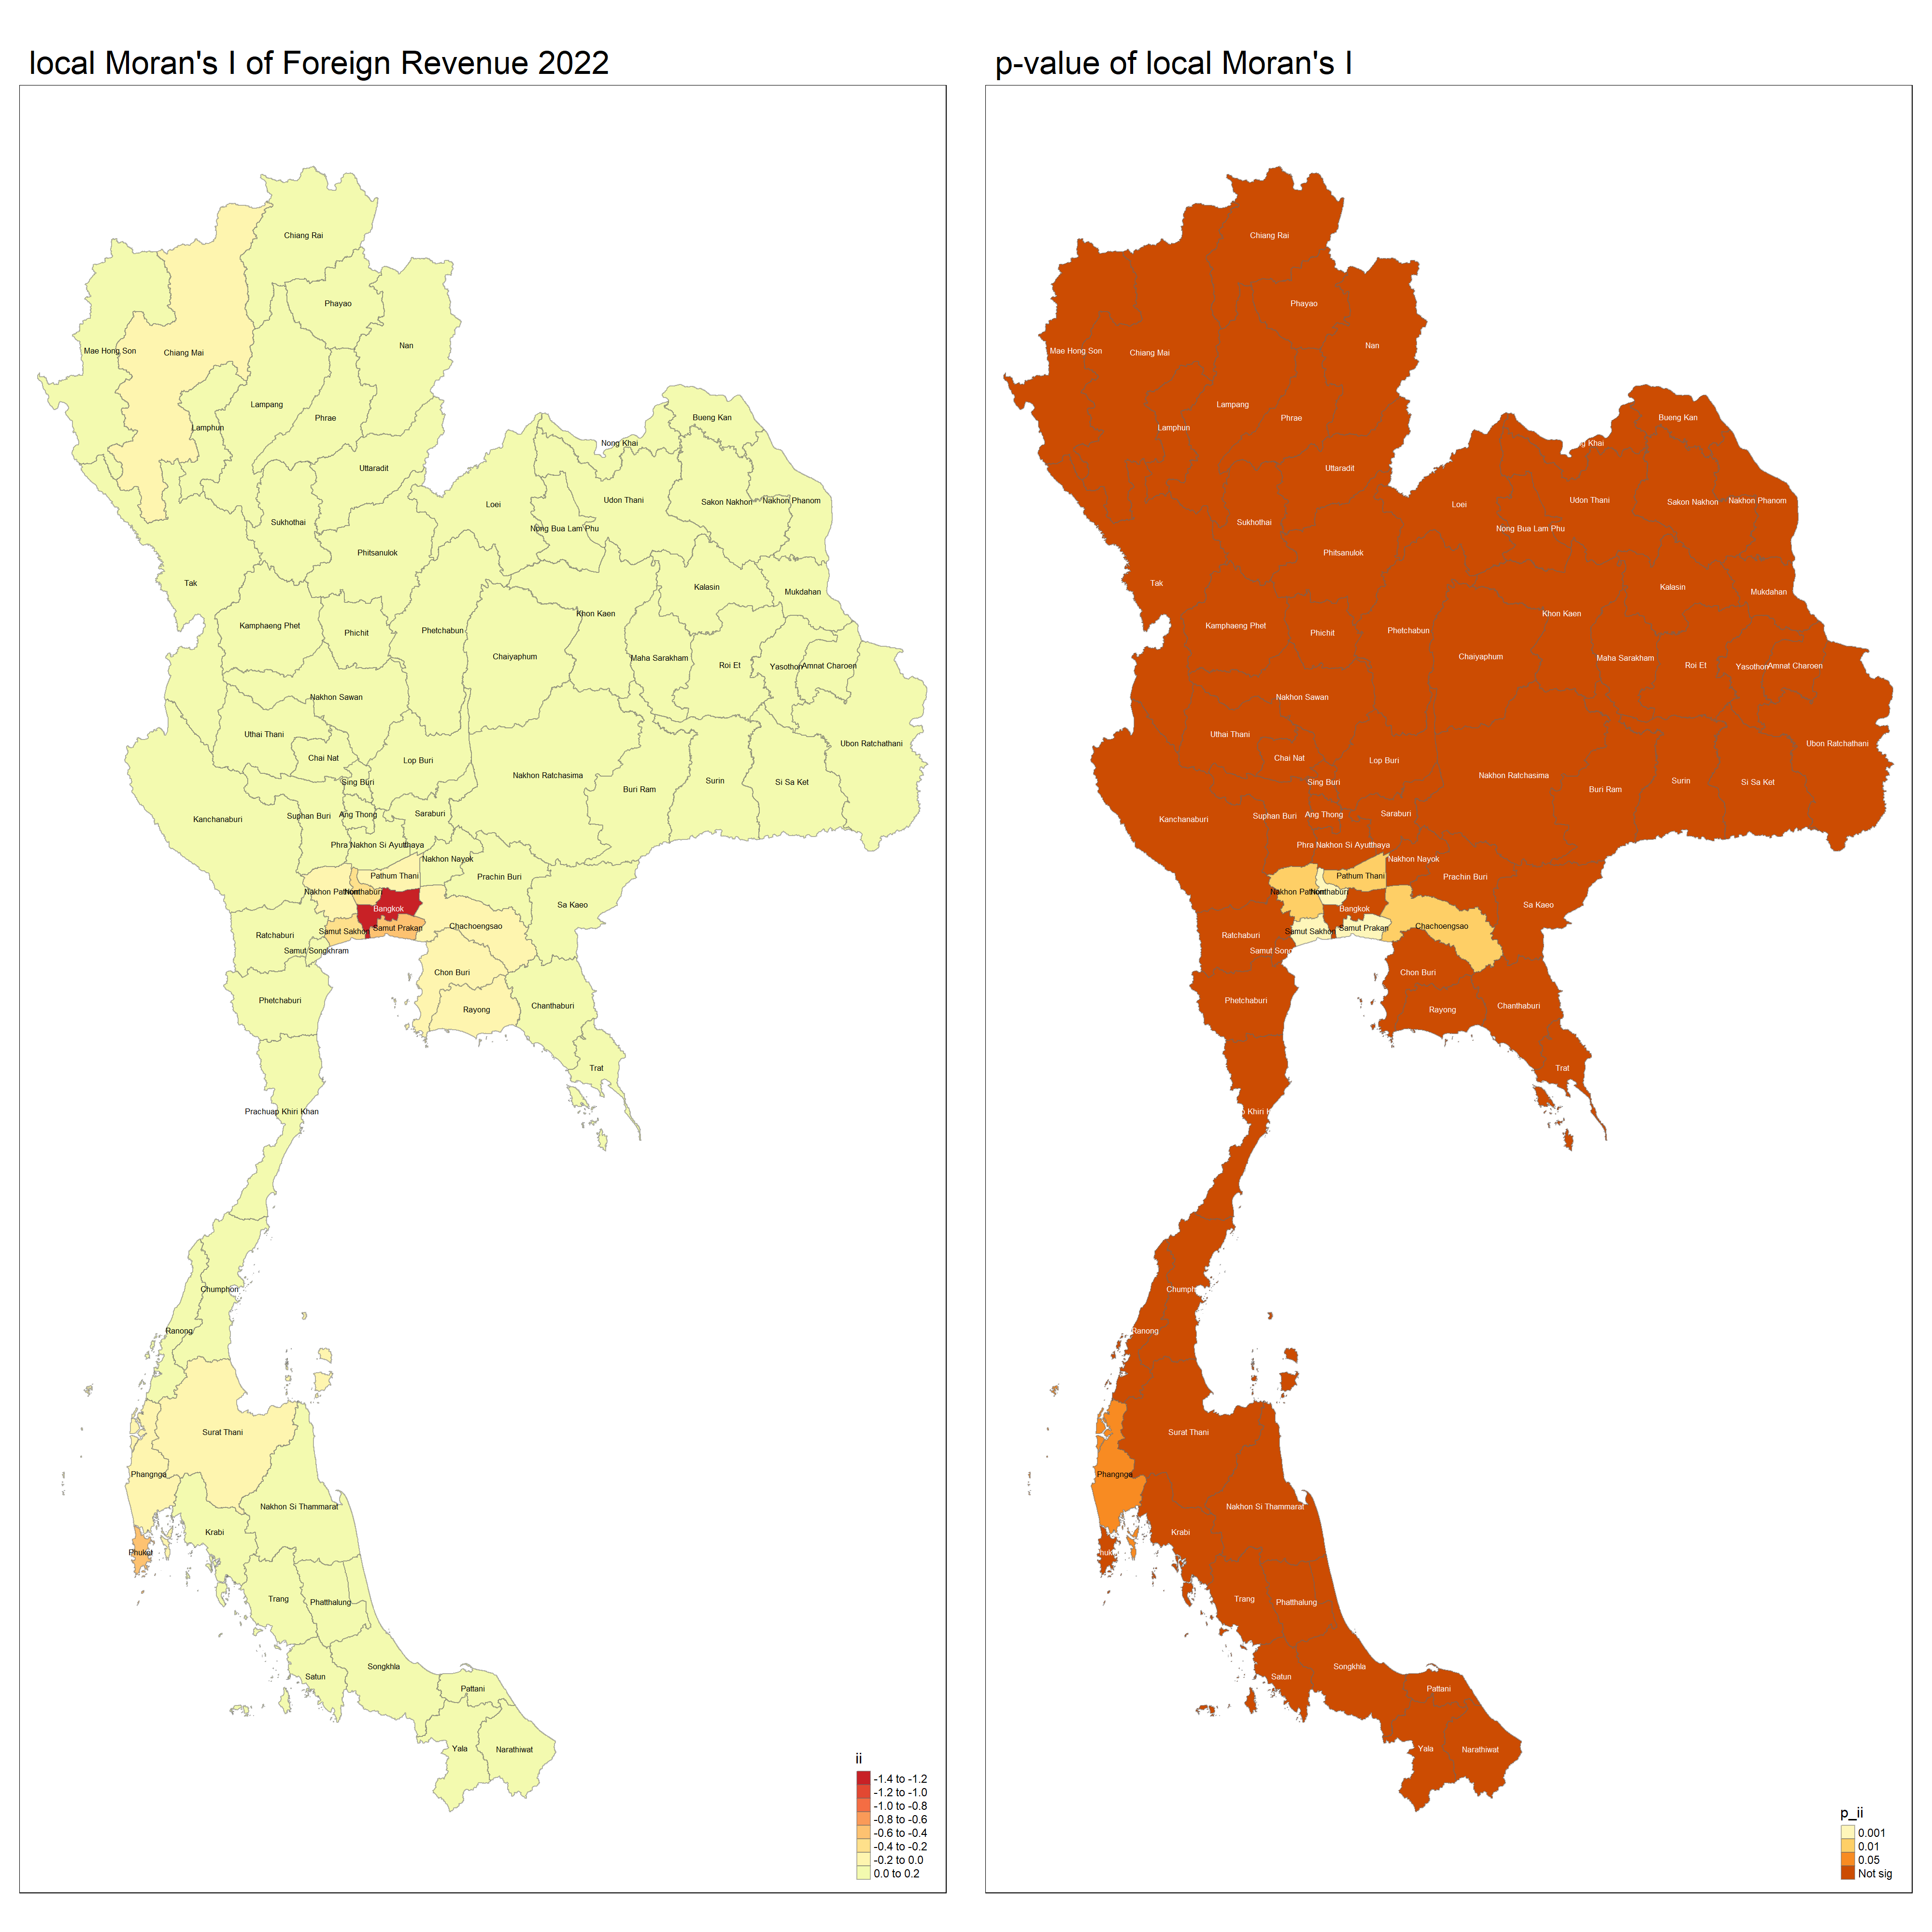 local Moran's I of Foreign Revenue 2022
Chiang Rai
Phayao
Nan
Mae Hong Son
Chiang Mai
Lampang
Phrae
Lamphun
Bueng Kan
Nong Khai
Uttaradit
Loei
Udon Thani
Sakon Nakhon
Nakhon Phanom
Sukhothai
Nong Bua Lam Phu
Phitsanulok
Tak
Kalasin
Mukdahan
Khon Kaen
Kamphaeng Phet
Phichit
Phetchabun
Chaiyaphum
Maha Sarakham
Roi Et
Yasothon
Amnat Charoen
Nakhon Sawan
Uthai Thani
Ubon Ratchathani
Chai Nat
Lop Buri
Nakhon Ratchasima
Sing Buri
Buri Ram
Surin
Si Sa Ket
Kanchanaburi
Suphan Buri
Ang Thong
Saraburi
Phra Nakhon Si Ayutthaya
Nakhon Nayok
Pathum Thani
Prachin Buri
Nakhon Pathom
Nonthaburi
Bangkok
Sa Kaeo
Chachoengsao
Samut Prakan
Samut Sakhon
Ratchaburi
Samut Songkhram
Chon Buri
Phetchaburi
Rayong
Chanthaburi
Trat
Prachuap Khiri Khan
Chumphon
Ranong
Surat Thani
Phangnga
Nakhon Si Thammarat
Krabi
Phuket
Trang
Phatthalung
Songkhla
Satun
Pattani
Yala
Narathiwat
ii
-1.4 to -1.2
-1.2 to -1.0
-1.0 to -0.8
-0.8 to -0.6
-0.6 to -0.4
-0.4 to -0.2
-0.2 to 0.0
0.0 to 0.2
p-value of local Moran's I
Chiang Rai
Phayao
Nan
Mae Hong Son
Chiang Mai
Lampang
Phrae
Lamphun
Bueng Kan
g Khai
Uttaradit
Loei
Udon Thani
Sakon Nakhon
Nakhon Phanom
Sukhothai
Nong Bua Lam Phu
Phitsanulok
Tak
Kalasin
Mukdahan
Khon Kaen
Kamphaeng Phet
Phichit
Phetchabun
Chaiyaphum
Maha Sarakham
Roi Et
Yasothon
Amnat Charoen
Nakhon Sawan
Uthai Thani
Ubon Ratchathani
Chai Nat
Lop Buri
Nakhon Ratchasima
Sing Buri
Buri Ram
Surin
Si Sa Ket
Kanchanaburi
Suphan Buri
Ang Thong
Saraburi
Phra Nakhon Si Ayutthaya
Nakhon Nayok
Pathum Thani
Prachin Buri
Nakhon Pathom
Nonthaburi
Bangkok
Sa Kaeo
Chachoengsao
Samut Prakan
Samut Sakhon
Ratchaburi
Samut Song
Chon Buri
Phetchaburi
Rayong
Chanthaburi
Trat
Khiri K
Chumph
Ranong
Surat Thani
Phangnga
Nakhon Si Thammarat
Krabi
huke
Trang
Phatthalung
Songkhla
Satun
Pattani
Yala
Narathiwat
p_ii
0.001
0.01
0.05
Not sig